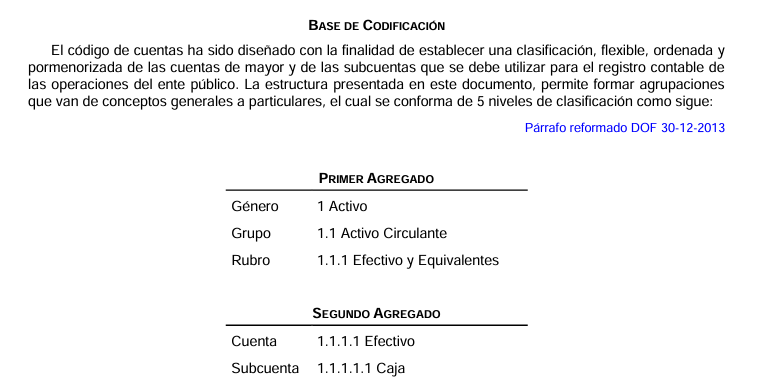 BASE DE CODIFICACIÓN
El código de cuentas ha sido diseñado con la finalidad de establecer una clasificación, flexible, ordenada y
pormenorizada de las cuentas de mayor y de las subcuentas que se debe utilizar para el registro contable de
las operaciones del ente público. La estructura presentada en este documento, permite formar agrupaciones
que van de conceptos generales a particulares, el cual se conforma de 5 niveles de clasificación como sigue:
Párrafo reformado DOF 30-12-2013
PRIMER AGREGADO
Género 1 Activo
Grupo 1.1 Activo Circulante
Rubro 1.1.1 Efectivo y Equivalentes
SEGUNDO AGREGADO
Cuenta 1.1.1.1 Efectivo
Subcuenta 1.1.1.1.1 Caja